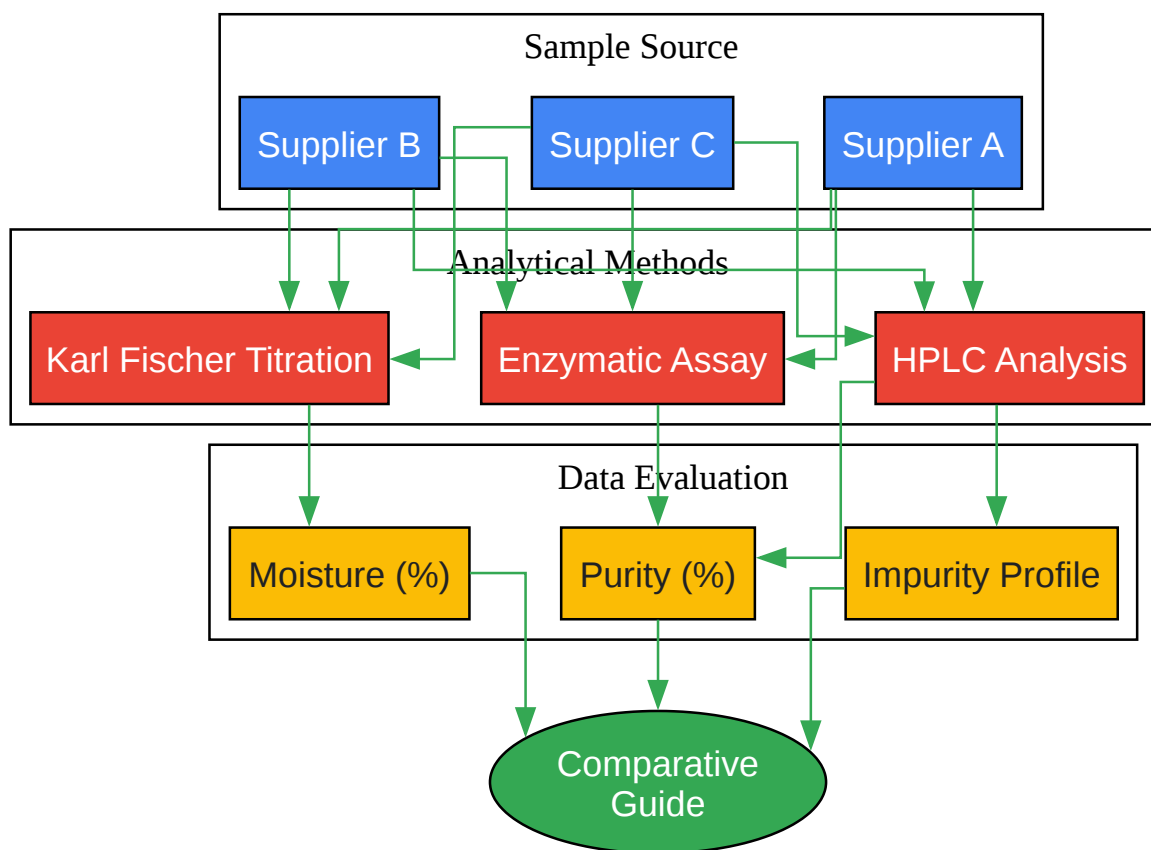 Sample Source
Supplier B
Supplier C
Supplier A
Analytical Methods
Karl Fischer Titration
Enzymatic Assay
HPLC Analysis
Data Evaluation
Moisture (%)
Purity (%)
Impurity Profile
Comparative
Guide